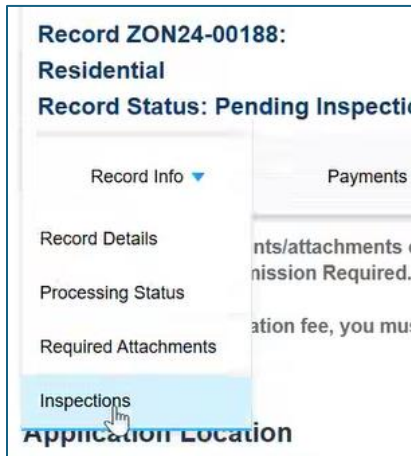 Record ZON24-00188:
Residential
Record Status: Pending Inspectio
Record Info
Payments
Record Details
nts/attachments
Processing Status
mission Required.
ation fee, you mus
Required Attachments
Inspections
Application Location